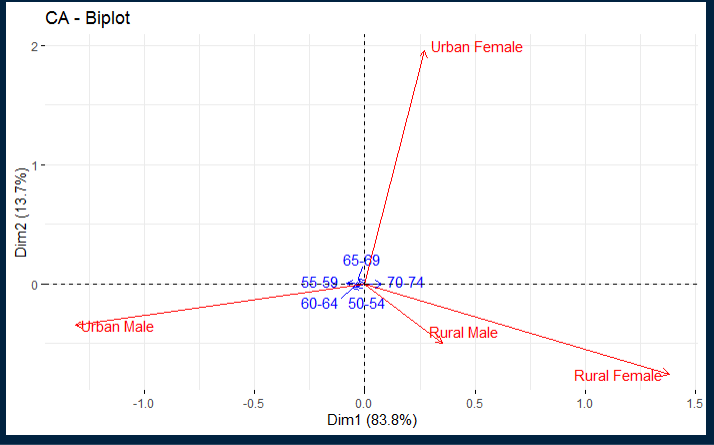 CA - Biplot
2
Urban Female
1
Dim2 (13.7%)
65-69
0
55-59
70-74
60-64
50-54
Urban Male
Rural Male
Rural Female
-1.0
-0.5
0.0
0.5
1.0
1.5
Dim1 (83.8%)